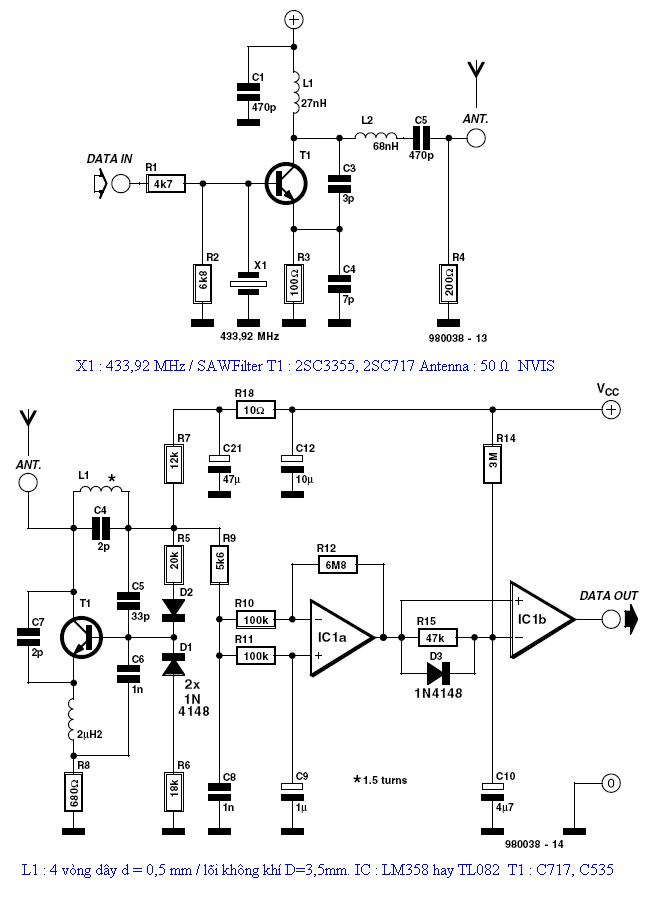 C1
470p
L1
27nH
L2
68nH
C5
470p
ANT.
DATA IN
R1
4k7
T1
C3
3p
R2
6k8
X1
R3
100Ω
C4
7p
R4
200Ω
433,92 MHz
980038 - 13
X1 : 433,92 MHz / SAWFilter T1 : 2SC3355, 2SC717 Antenna : 50 Ω NVIS
R18
10Ω
VCC
ANT.
L1
*
R7
12k
C21
47µ
C12
10µ
R14
3M
C4
2p
R5
20k
R9
5k6
R12
6M8
C7
2p
T1
C5
33p
D2
R10
100k
R11
100k
IC1a
R15
47k
D3
1N4148
IC1b
DATA OUT
C6
1n
D1
2x
1N
4148
2µH2
R8
680Ω
R6
18k
C8
1n
C9
1µ
* 1.5 turns
C10
4µ7
0
980038 - 14
L1 : 4 vòng dây d = 0,5 mm / lõi không khí D=3,5mm. IC : LM358 hay TL082 T1 : C717, C535